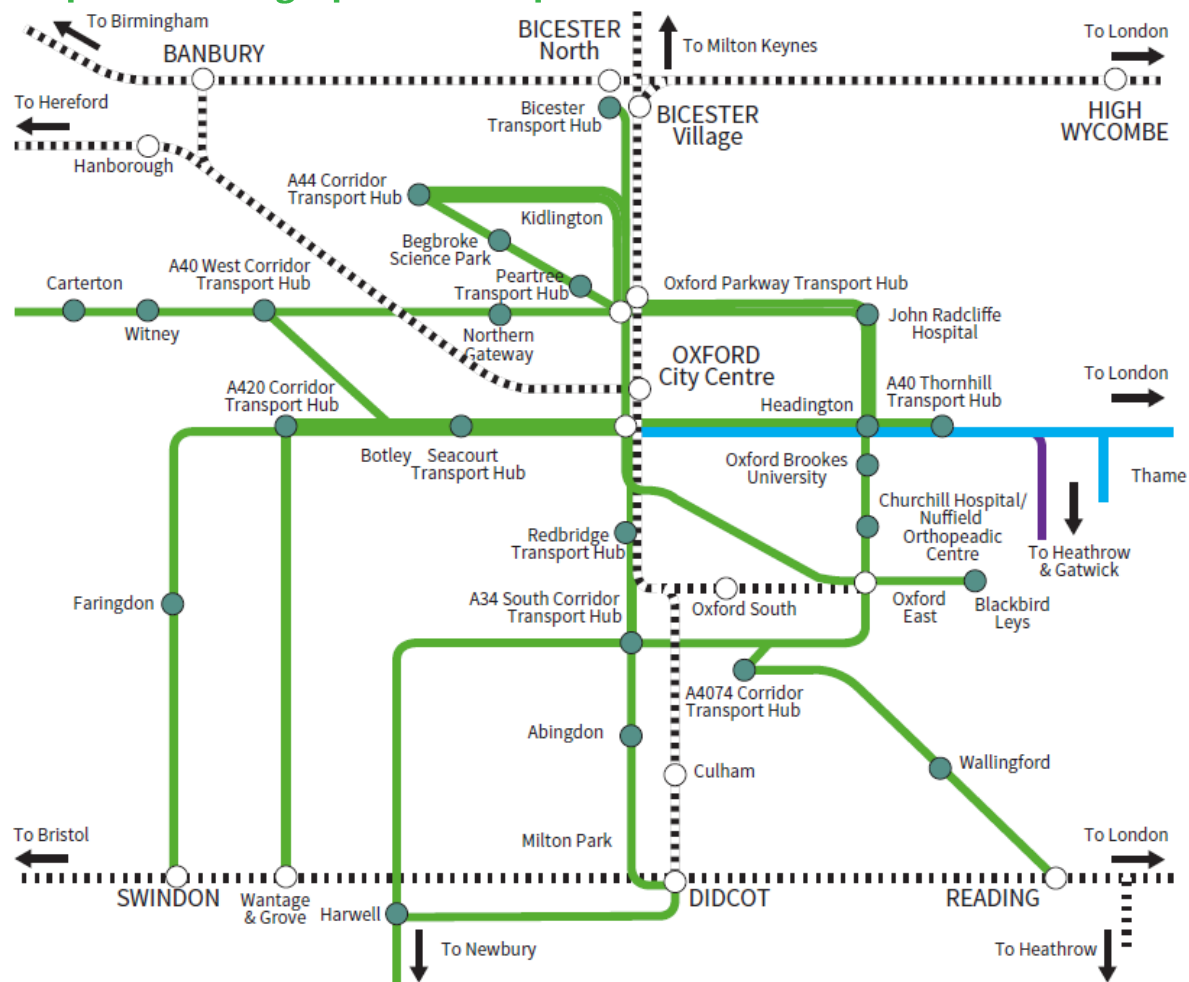 To Birmingham
BANBURY
BICESTER
North
To Milton Keynes
To London
To Hereford
Hanborough
Bicester
Transport Hub
BICESTER
Village
HIGH
WYCOMBE
A44 Corridor
Transport Hub
Kidlington
Begbroke
Science Park
Peartree
Transport Hub
Oxford Parkway Transport Hub
Carterton
A40 West Corridor
Transport Hub
Witney
Northern
Gateway
John Radcliffe
Hospital
OXFORD
City Centre
A420 Corridor
Transport Hub
Headington
A40 Thornhill
Transport Hub
To London
Botley
Seacourt
Transport Hub
Oxford Brookes
University
Thame
Churchill Hospital/
Nuffield
Orthopeadic
Centre
Redbridge
Transport Hub
To Heathrow
& Gatwick
Faringdon
A34 South Corridor
Transport Hub
Oxford South
Oxford
East
Blackbird
Leys
A4074 Corridor
Transport Hub
Abingdon
Wallingford
Culham
To Bristol
Milton Park
To London
SWINDON
Wantage
& Grove
Harwell
DIDCOT
READING
To Newbury
To Heathrow